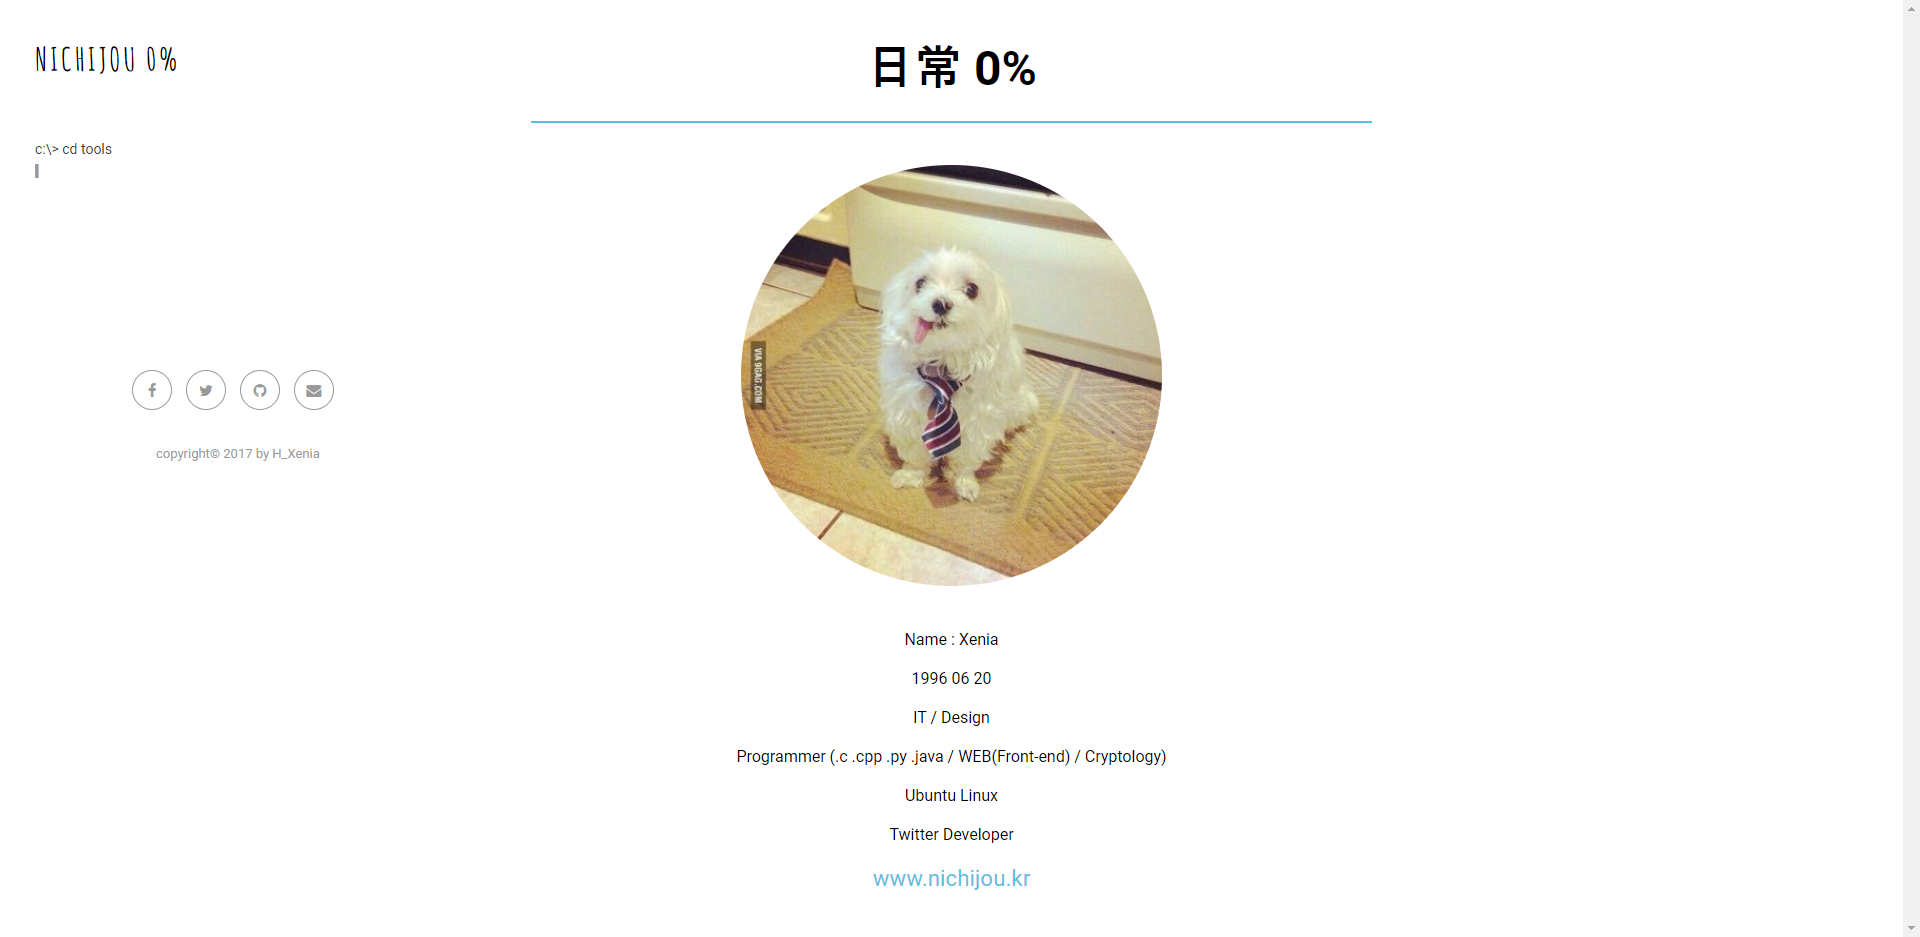 NICHIJOU 0%
c:\> cd tools
copyright© 2017 by H_Xenia
日常 0%
VIA 9GAG.COM
Name : Xenia
1996 06 20
IT / Design
Programmer (.c .cpp .py .java / WEB(Front-end) / Cryptology)
Ubuntu Linux
Twitter Developer
www.nichijou.kr